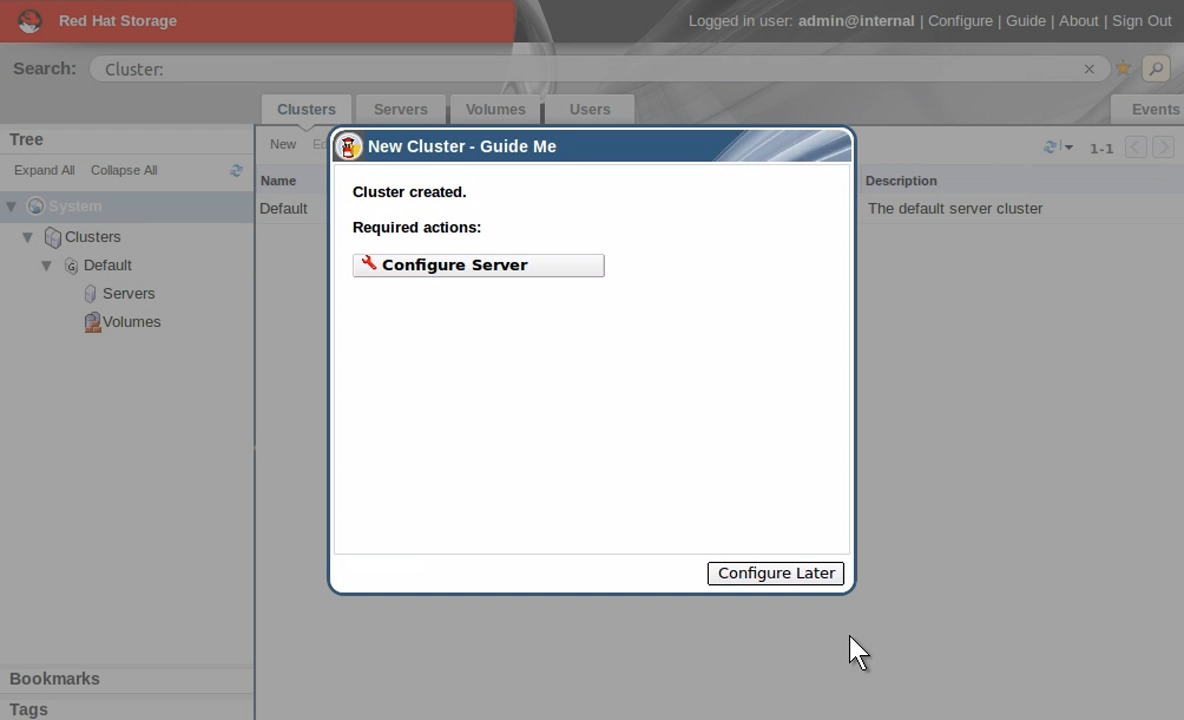 Red Hat Storage
Logged in user: admin@internal | Configure | Guide | About | Sign Out
Search: Cluster:
Clusters Servers Volumes Users Events
Tree
Expand All Collapse All
System
Clusters
Default
Servers
Volumes
Bookmarks
Tags
New
1-1
Name Description
Default The default server cluster
New Cluster - Guide Me
Cluster created.
Required actions:
Configure Server
Configure Later